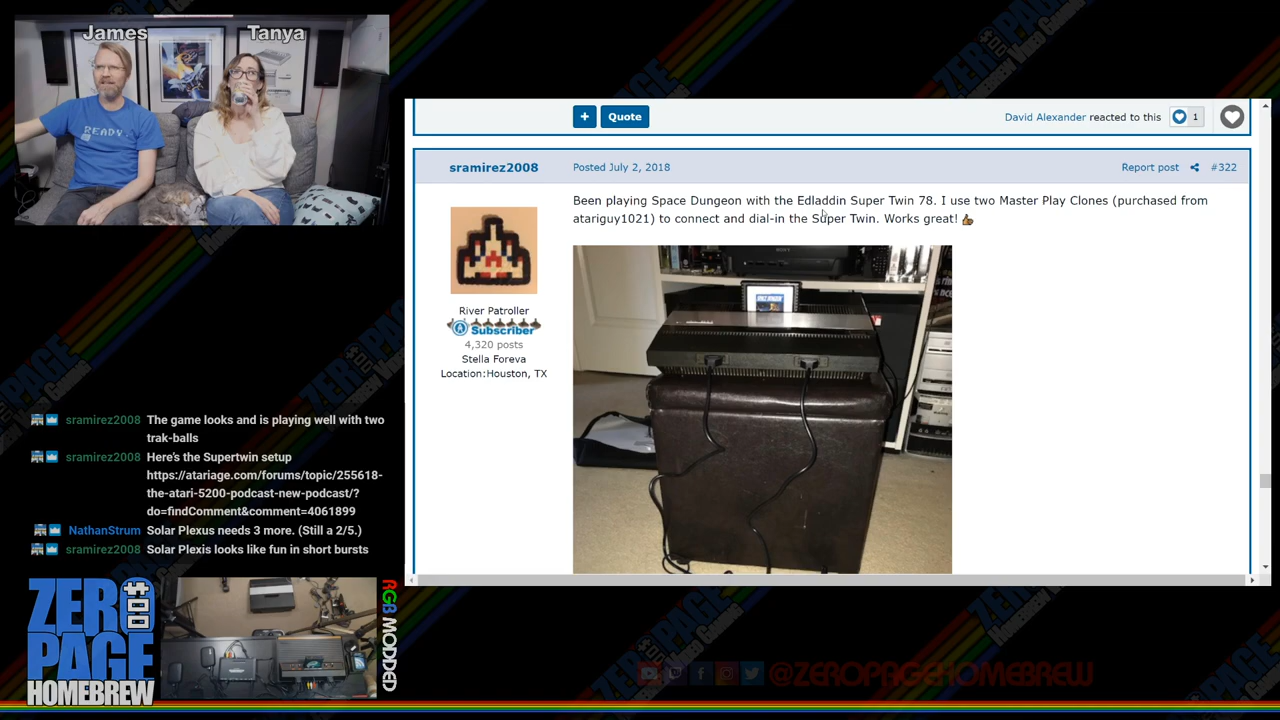 James
Tanya
READY.
+ Quote
David Alexander reacted to this
1
sramirez2008
Posted July 2, 2018
Report post
#322
Been playing Space Dungeon with the Edladdin Super Twin 78. I use two Master Play Clones (purchased from
atariguy1021) to connect and dial-in the Super Twin. Works great!
River Patroller
Subscriber
4,320 posts
Stella Foreva
Location:Houston, TX
sramirez2008 The game looks and is playing well with two
trak-balls
sramirez2008 Here's the Supertwin setup
https://atariage.com/forums/topic/255618-
the-atari-5200-podcast-new-podcast/?
do=findComment&comment=4061899
NathanStrum Solar Plexus needs 3 more. (Still a 2/5.)
sramirez2008 Solar Plexis looks like fun in short bursts
ZERO
PAGE
HOMEBREW
RGB MODDED
@ZEROPAGEHOMEBREW